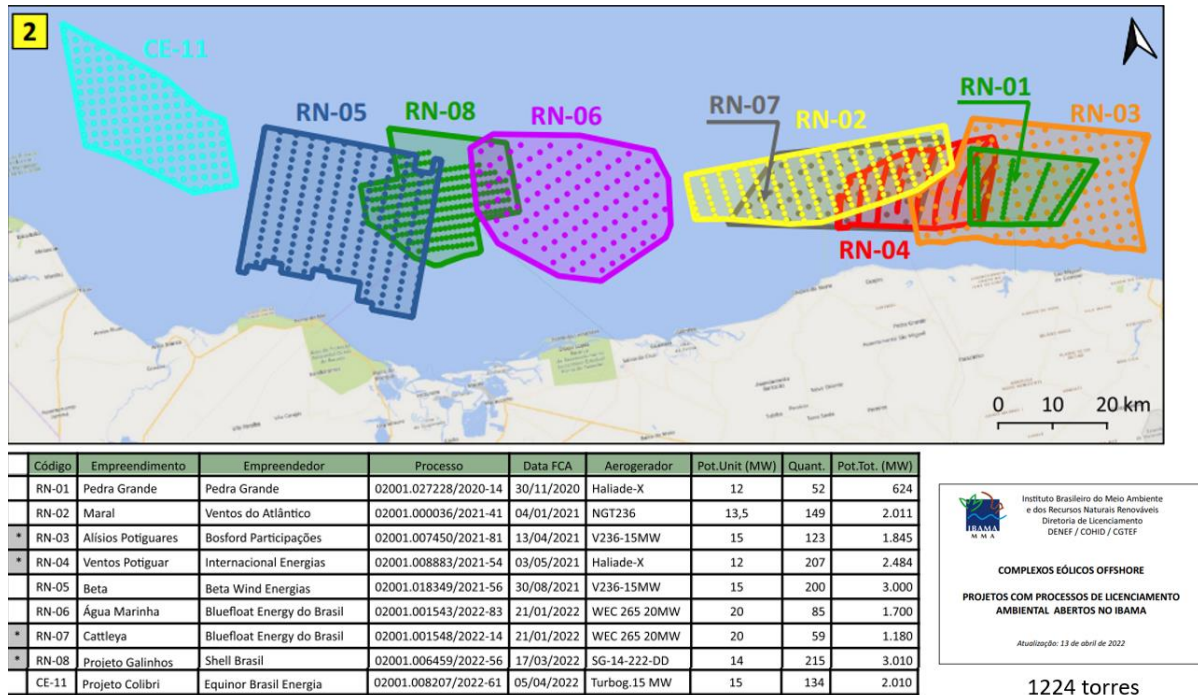 2
CE-11
RN-05
RN-08
RN-06
RN-07
RN-02
RN-01
RN-03
RN-04
0 10 20 km
Código Empreendimento Empreendedor Processo Data FCA Aerogerador Pot.Unit (MW) Quant. Pot.Tot. (MW)
RN-01 Pedra Grande Pedra Grande 02001.027228/2020-14 30/11/2020 Haliade-X 12 52 624
RN-02 Maral Ventos do Atlântico 02001.000036/2021-41 04/01/2021 NGT236 13,5 149 2.011
* RN-03 Alísios Potiguares Bosford Participações 02001.007450/2021-81 13/04/2021 V236-15MW 15 123 1.845
* RN-04 Ventos Potiguar Internacional Energias 02001.008883/2021-54 03/05/2021 Haliade-X 12 207 2.484
RN-05 Beta Beta Wind Energias 02001.018349/2021-56 30/08/2021 V236-15MW 15 200 3.000
RN-06 Água Marinha Bluefloat Energy do Brasil 02001.001543/2022-83 21/01/2022 WEC 265 20MW 20 85 1.700
* RN-07 Cattleya Bluefloat Energy do Brasil 02001.001548/2022-14 21/01/2022 WEC 265 20MW 20 59 1.180
* RN-08 Projeto Galinhos Shell Brasil 02001.006459/2022-56 17/03/2022 SG-14-222-DD 14 215 3.010
CE-11 Projeto Colibri Equinor Brasil Energia 02001.008207/2022-61 05/04/2022 Turbog.15 MW 15 134 2.010
IBAMA
MMA
Instituto Brasileiro do Meio Ambiente
e dos Recursos Naturais Renováveis
Diretoria de Licenciamento
DENEF / COHID / CGTEF
COMPLEXOS EÓLICOS OFFSHORE
PROJETOS COM PROCESSOS DE LICENCIAMENTO
AMBIENTAL ABERTOS NO IBAMA
Atualização: 13 de abril de 2022
1224 torres